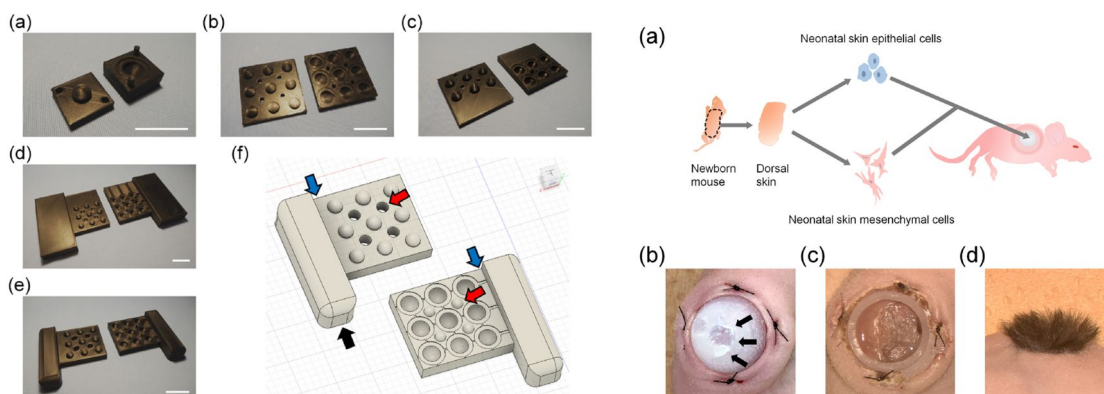 (a)
(b)
(c)
(d)
(e)
(f)
(a)
Neonatal skin epithelial cells
Newborn
mouse
Dorsal
skin
Neonatal skin mesenchymal cells
(b)
(c)
(d)